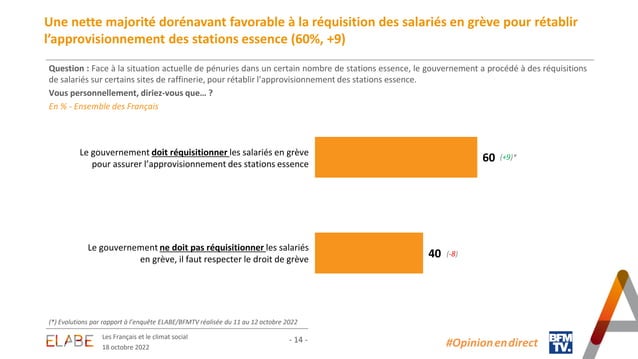 Une nette majorité dorénavant favorable à la réquisition des salariés en grève pour rétablir
l’approvisionnement des stations essence (60%, +9)
Question : Face à la situation actuelle de pénuries dans un certain nombre de stations essence, le gouvernement a procédé à des réquisitions
de salariés sur certains sites de raffinerie, pour rétablir l’approvisionnement des stations essence.
Vous personnellement, diriez-vous que… ?
En % - Ensemble des Français
Le gouvernement doit réquisitionner les salariés en grève
pour assurer l’approvisionnement des stations essence
60 (+9)*
Le gouvernement ne doit pas réquisitionner les salariés
en grève, il faut respecter le droit de grève
40 (-8)
(*) Evolutions par rapport à l’enquête ELABE/BFMTV réalisée du 11 au 12 octobre 2022
ELABE
Les Français et le climat social
18 octobre 2022
- 14 -
#Opinionendirect
BFM
TV.